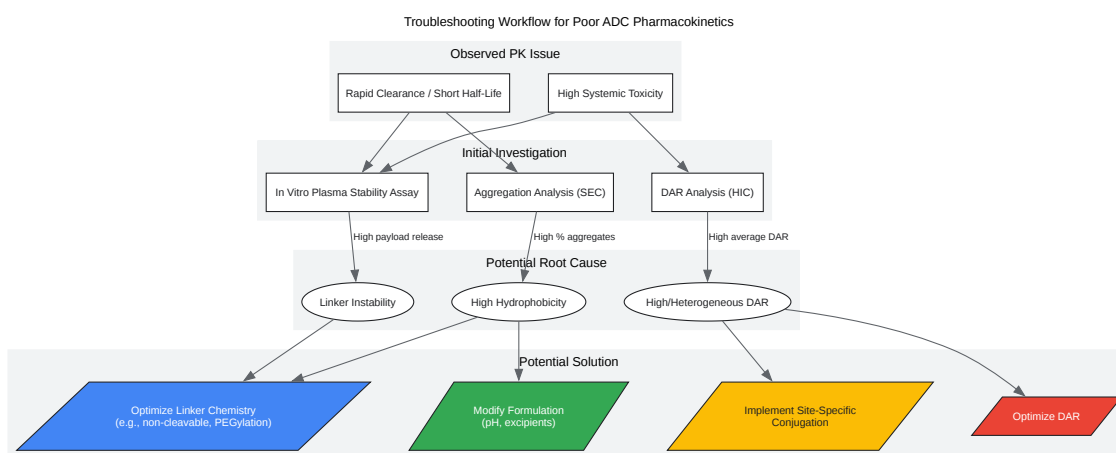 Troubleshooting Workflow for Poor ADC Pharmacokinetics
Observed PK Issue
Rapid Clearance / Short Half-Life
High Systemic Toxicity
Initial Investigation
In Vitro Plasma Stability Assay
Aggregation Analysis (SEC)
DAR Analysis (HIC)
High payload release
High % aggregates
High average DAR
Potential Root Cause
Linker Instability
High Hydrophobicity
High/Heterogeneous DAR
Potential Solution
Optimize Linker Chemistry
(e.g., non-cleavable, PEGylation)
Modify Formulation
(pH, excipients)
Implement Site-Specific
Conjugation
Optimize DAR